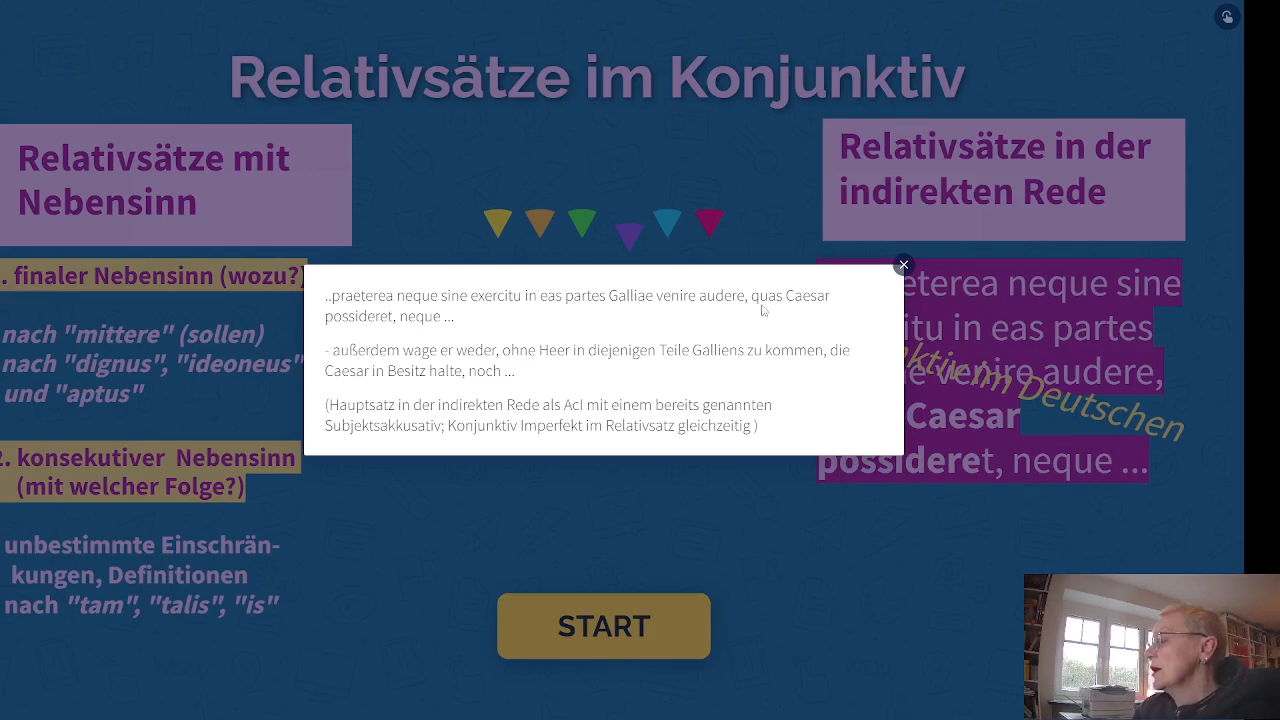 Relativsätze im Konjunktiv
Relativsätze mit
Nebensinn
. finaler Nebensinn (wozu?)
nach "mittere" (sollen)
nach "dignus", "ideoneus"
und "aptus"
2. konsekutiver Nebensinn
(mit welcher Folge?)
unbestimmte Einschrän-
kungen, Definitionen
nach "tam", "talis", "is"
..praeterea neque sine exercitu in eas partes Galliae venire audere, quas Caesar
possideret, neque ...
- außerdem wage er weder, ohne Heer in diejenigen Teile Galliens zu kommen, die
Caesar in Besitz halte, noch ...
(Hauptsatz in der indirekten Rede als AcI mit einem bereits genannten
Subjektsakkusativ; Konjunktiv Imperfekt im Relativsatz gleichzeitig )
START
Relativsätze in der
indirekten Rede
eterea neque sine
itu in eas partes
venire audere,
Caesar
possideret, neque ...
nktiv im Deutschen